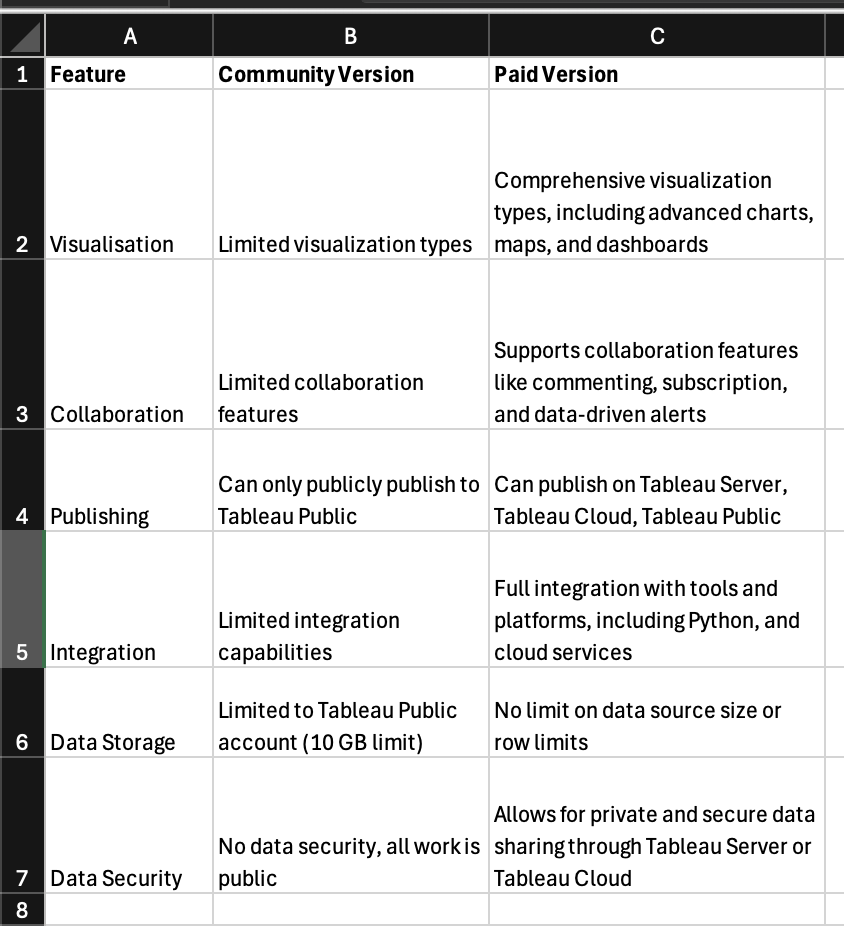 A B C
1 Feature Community Version Paid Version
Comprehensive visualization
types, including advanced charts,
2 Visualisation Limited visualization types maps, and dashboards
Supports collaboration features
Limited collaboration like commenting, subscription,
3 Collaboration features and data-driven alerts
Can only publicly publish to Can publish on Tableau Server,
4 Publishing Tableau Public Tableau Cloud, Tableau Public
Full integration with tools and
Limited integration platforms, including Python, and
5 Integration capabilities cloud services
Limited to Tableau Public No limit on data source size or
6 Data Storage account (10 GB limit) row limits
Allows for private and secure data
No data security, all work is sharing through Tableau Server or
7 Data Security public Tableau Cloud
8